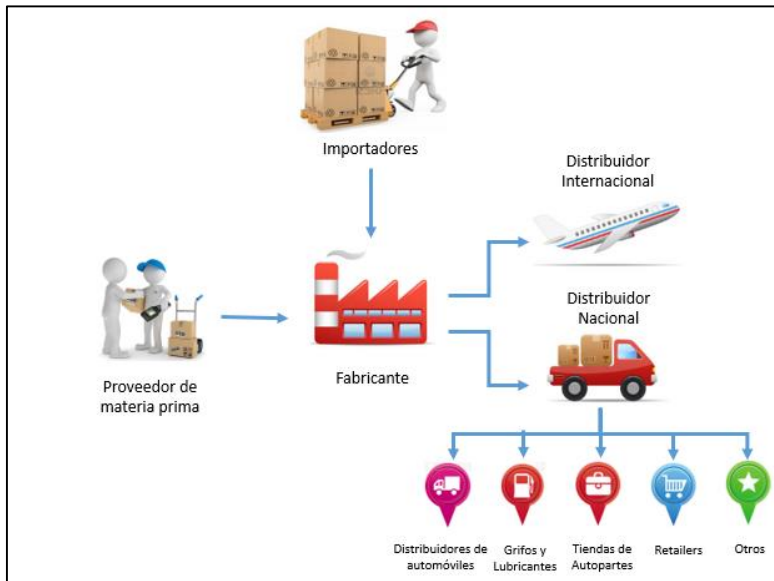 Importadores
Distribuidor
Internacional
Distribuidor
Nacional
Proveedor de
materia prima
Fabricante
Distribuidores de
automóviles
Grifos y
Lubricantes
Tiendas de
Autopartes
Retailers
Otros